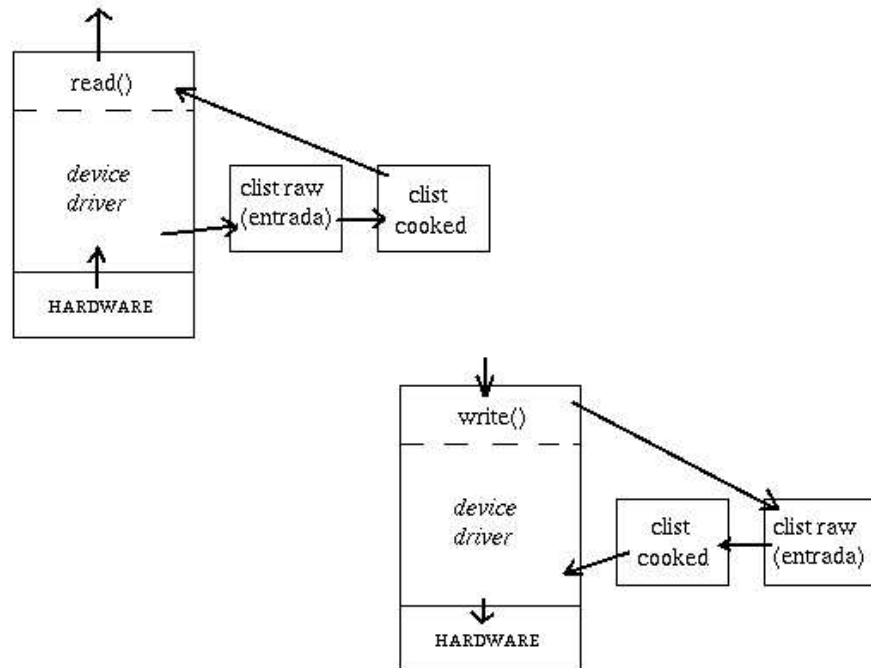 read()
device
driver
clist raw
(entrada)
clist
cooked
HARDWARE
write()
device
driver
clist
cooked
clist raw
(entrada)
HARDWARE